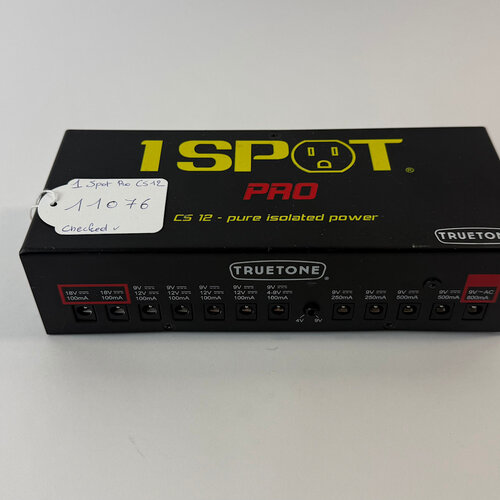 1 SPOT®
PRO
CS 12 - pure isolated power
1 Spot Pro CS12
11076
Checked v
TRUETONE
TRUETONE®
18V 100mA
18V 100mA
9V 12V 100mA
9V 12V 100mA
9V 12V 100mA
9V 12V 100mA
9V 4-9V 100mA
4V 9V
9V 250mA
9V 250mA
9V 500mA
9V 500mA
9V~AC 800mA